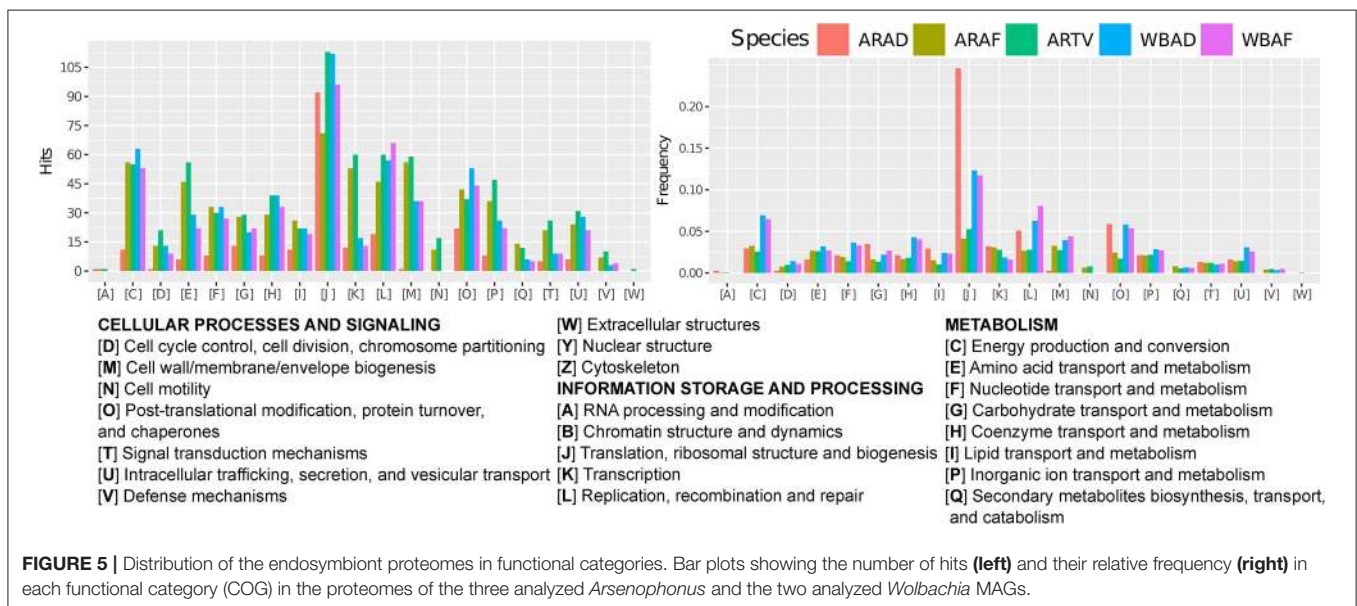 Species ARAD ARAF ARTV WBAD WBAF
Hits
105
90
75
60
45
30
15
0
[A] [C] [D] [E] [F] [G] [H] [I] [J] [K] [L] [M] [N] [O] [P] [Q] [T] [U] [V] [W]
Frequency
0.20
0.15
0.10
0.05
0.00
[A] [C] [D] [E] [F] [G] [H] [I] [J] [K] [L] [M] [N] [O] [P] [Q] [T] [U] [V] [W]
CELLULAR PROCESSES AND SIGNALING
[D] Cell cycle control, cell division, chromosome partitioning
[M] Cell wall/membrane/envelope biogenesis
[N] Cell motility
[O] Post-translational modification, protein turnover,
and chaperones
[T] Signal transduction mechanisms
[U] Intracellular trafficking, secretion, and vesicular transport
[V] Defense mechanisms
[W] Extracellular structures
[Y] Nuclear structure
[Z] Cytoskeleton
INFORMATION STORAGE AND PROCESSING
[A] RNA processing and modification
[B] Chromatin structure and dynamics
[J] Translation, ribosomal structure and biogenesis
[K] Transcription
[L] Replication, recombination and repair
METABOLISM
[C] Energy production and conversion
[E] Amino acid transport and metabolism
[F] Nucleotide transport and metabolism
[G] Carbohydrate transport and metabolism
[H] Coenzyme transport and metabolism
[I] Lipid transport and metabolism
[P] Inorganic ion transport and metabolism
[Q] Secondary metabolites biosynthesis, transport,
and catabolism
FIGURE 5 | Distribution of the endosymbiont proteomes in functional categories. Bar plots showing the number of hits (left) and their relative frequency (right) in
each functional category (COG) in the proteomes of the three analyzed Arsenophonus and the two analyzed Wolbachia MAGs.